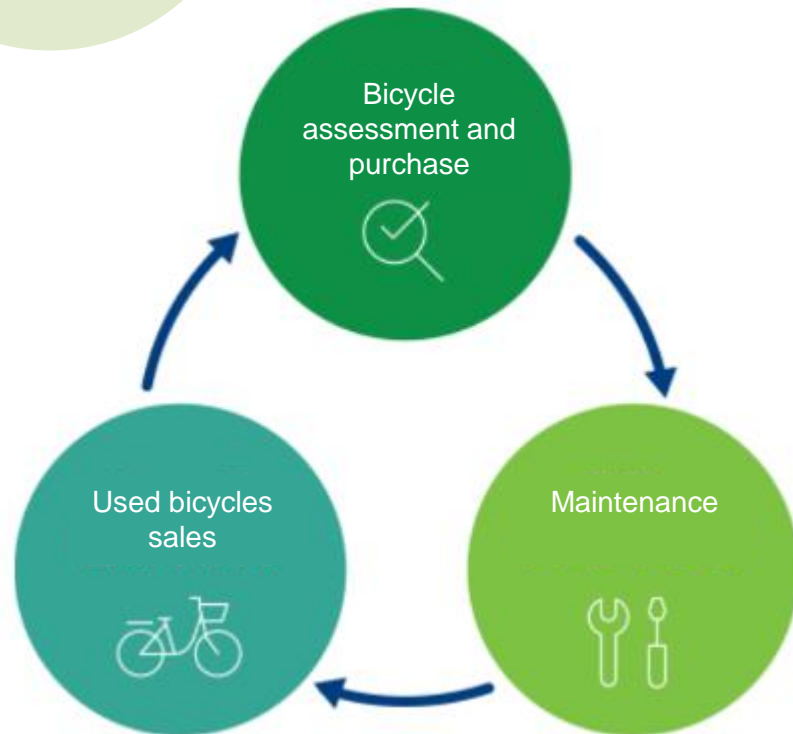 Bicycle
assessment and
purchase
Used bicycles
sales
Maintenance